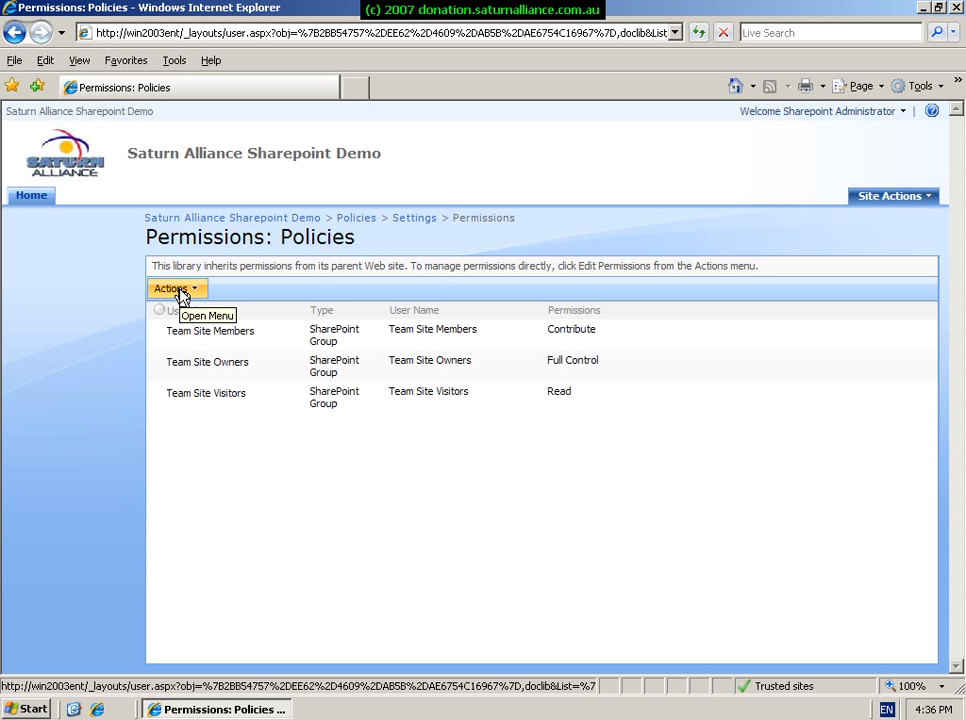 Permissions: Policies - Windows Internet Explorer
(c) 2007 donation.saturnalliance.com.au
http://win2003ent/_layouts/user.aspx?obj=%7B2BB54757%2DEE62%2D4609%2DAB5B%2DAE6754C16967%7D,doclib&List
Live Search
File Edit View Favorites Tools Help
Permissions: Policies
Page Tools »
Saturn Alliance Sharepoint Demo
Welcome Sharepoint Administrator
SATURN
ALLIANCE
Saturn Alliance Sharepoint Demo
Home
Site Actions
Saturn Alliance Sharepoint Demo > Policies > Settings > Permissions
Permissions: Policies
This library inherits permissions from its parent Web site. To manage permissions directly, click Edit Permissions from the Actions menu.
Actions
Open Menu
Type User Name Permissions
Team Site Members SharePoint Group Team Site Members Contribute
Team Site Owners SharePoint Group Team Site Owners Full Control
Team Site Visitors SharePoint Group Team Site Visitors Read
http://win2003ent/_layouts/user.aspx?obj=%7B2BB54757%2DEE62%2D4609%2DAB5B%2DAE6754C16967%7D,doclib&List=%7
Trusted sites
100%
Start
Permissions: Policies ...
EN
4:36 PM